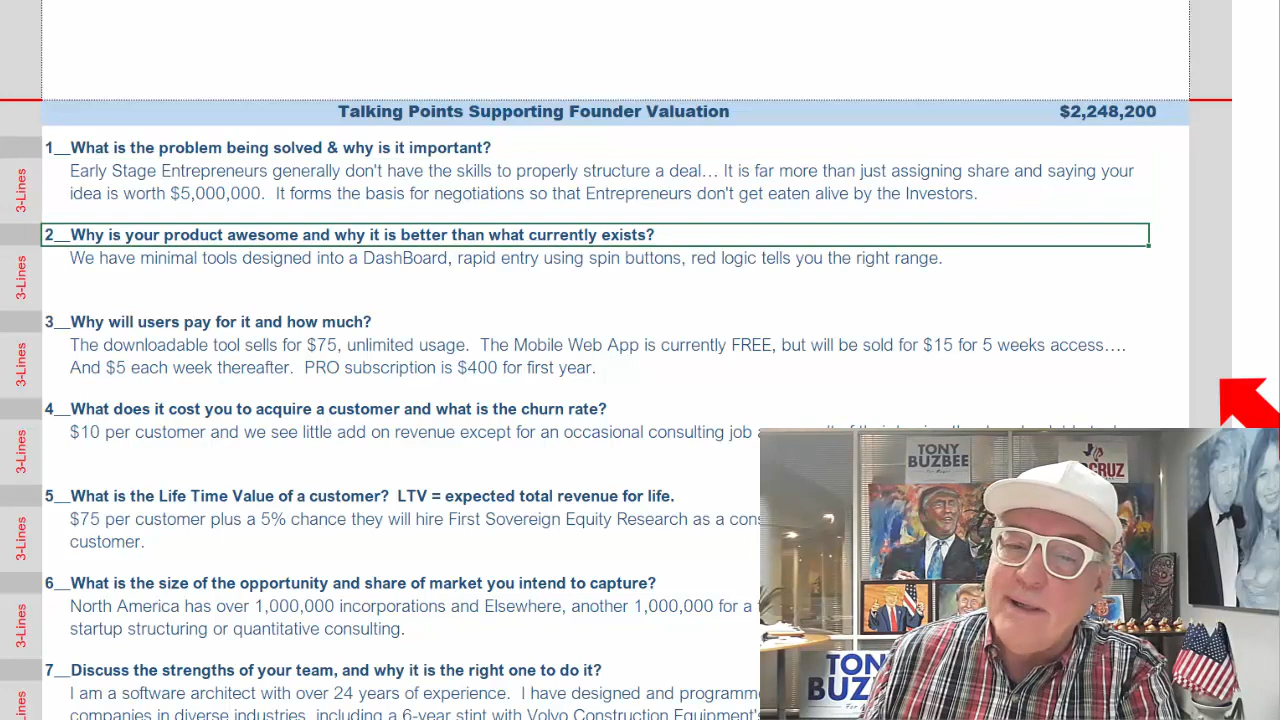 Talking Points Supporting Founder Valuation $2,248,200
1__What is the problem being solved & why is it important?
3-Lines
Early Stage Entrepreneurs generally don't have the skills to properly structure a deal… It is far more than just assigning share and saying your
idea is worth $5,000,000.  It forms the basis for negotiations so that Entrepreneurs don't get eaten alive by the Investors.
2__Why is your product awesome and why it is better than what currently exists?
3-Lines
We have minimal tools designed into a DashBoard, rapid entry using spin buttons, red logic tells you the right range.
3__Why will users pay for it and how much?
3-Lines
The downloadable tool sells for $75, unlimited usage.  The Mobile Web App is currently FREE, but will be sold for $15 for 5 weeks access….
And $5 each week thereafter.  PRO subscription is $400 for first year.
4__What does it cost you to acquire a customer and what is the churn rate?
3-Lines
$10 per customer and we see little add on revenue except for an occasional consulting job
5__What is the Life Time Value of a customer?  LTV = expected total revenue for life.
3-Lines
$75 per customer plus a 5% chance they will hire First Sovereign Equity Research as a
customer.
6__What is the size of the opportunity and share of market you intend to capture?
3-Lines
North America has over 1,000,000 incorporations and Elsewhere, another 1,000,000 for a
startup structuring or quantitative consulting.
7__Discuss the strengths of your team, and why it is the right one to do it?
3-Lines
I am a software architect with over 24 years of experience.  I have designed and
companies in diverse industries, including a 6-year stint with Volvo Construction Equipment's
TONY
BUZBEE
CRUZ
TON
BUZ